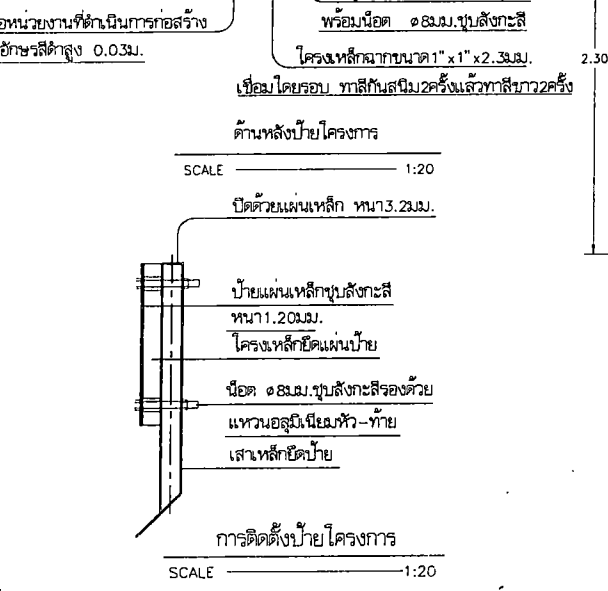 อหน่วยงานที่ดำเนินการก่อสร้าง
อักษรสีดำสูง 0.03ม.
พร้อมน็อต ø8มม.ชุบสังกะสี
โครงเหล็กฉากขนาด1"x1"x2.3มม.
เชื่อมโดยรอบ ทาสีกันสนิม2ครั้งแล้วทาสีขาว2ครั้ง
2.30
ด้านหลังป้ายโครงการ
SCALE 1:20
ปิดด้วยแผ่นเหล็ก หนา3.2มม.
ป้ายแผ่นเหล็กชุบสังกะสี
หนา1.20มม.
โครงเหล็กยึดแผ่นป้าย
น็อต ø8มม.ชุบสังกะสีรองด้วย
แหวนอลุมิเนียมหัว-ท้าย
เสาเหล็กยึดป้าย
การติดตั้งป้ายโครงการ
SCALE 1:20